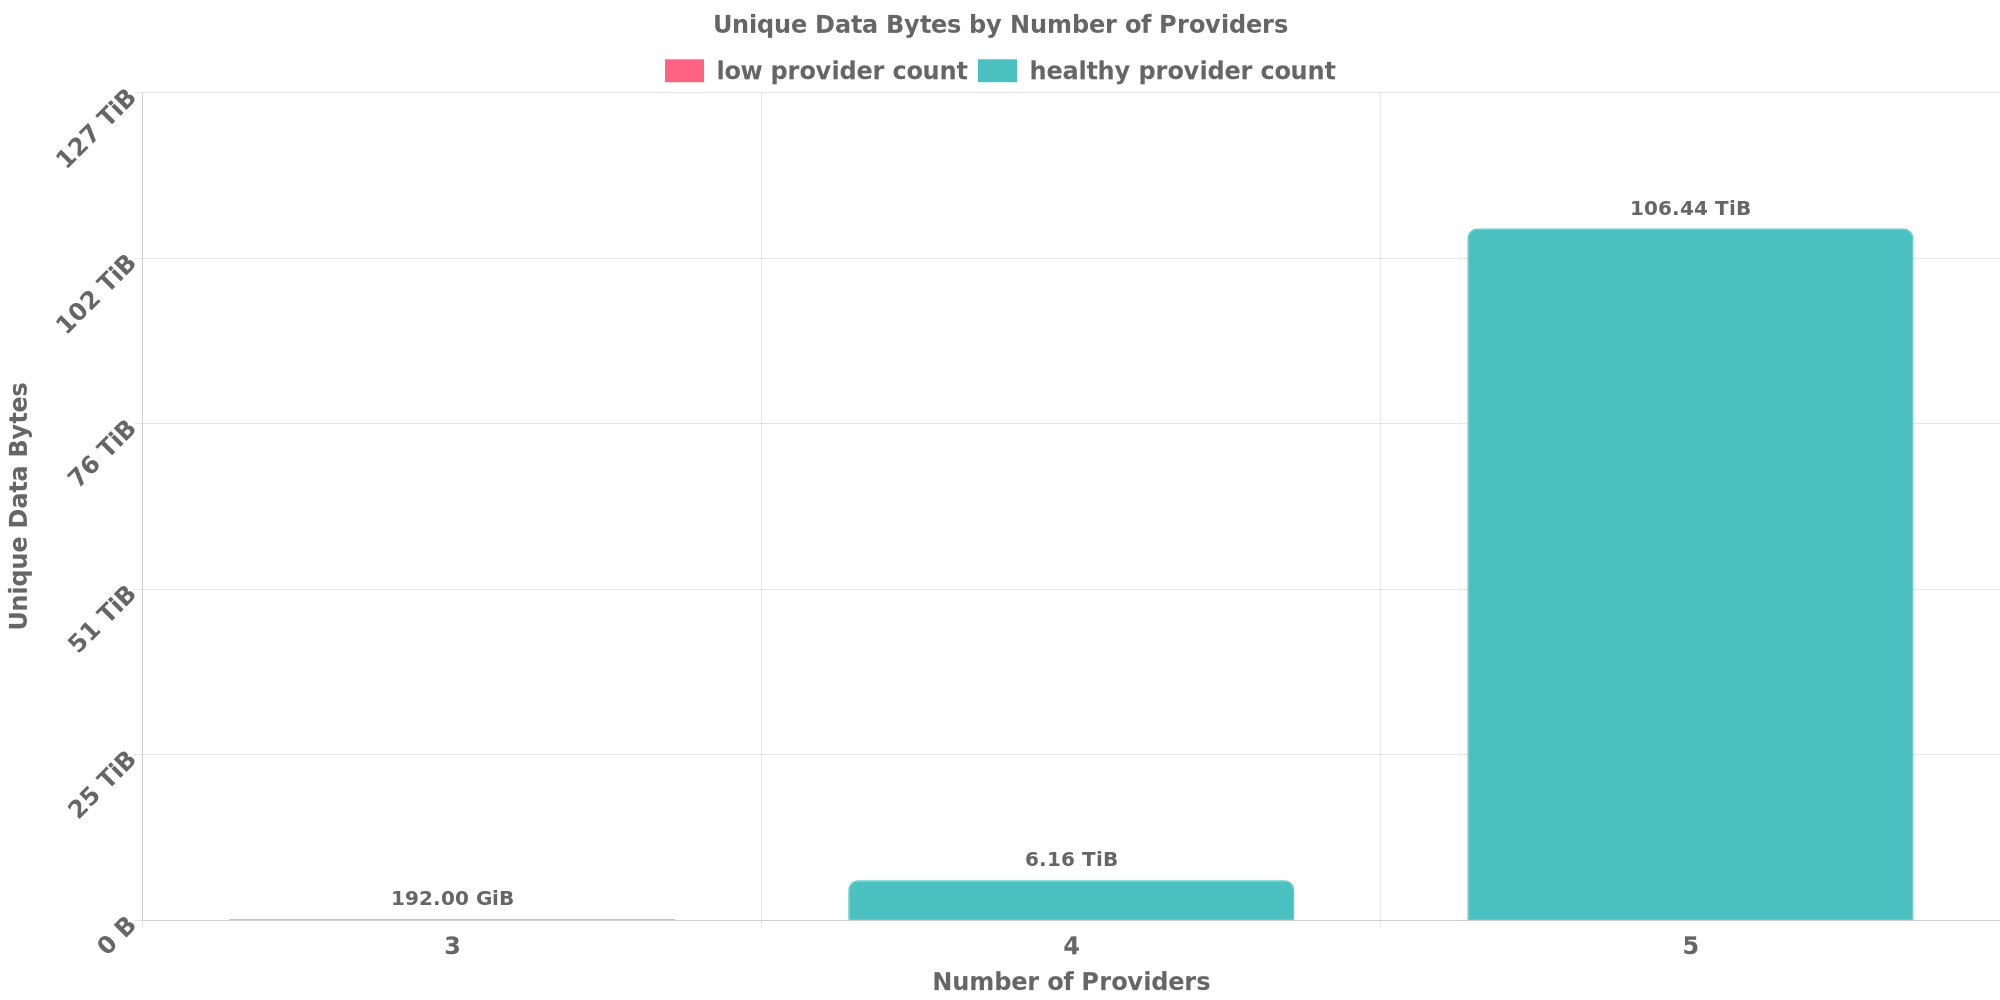 Unique Data Bytes by Number of Providers
low provider count healthy provider count
127 TiB
102 TiB
76 TiB
51 TiB
25 TiB
0 B
Unique Data Bytes
192.00 GiB
6.16 TiB
106.44 TiB
3 4 5
Number of Providers